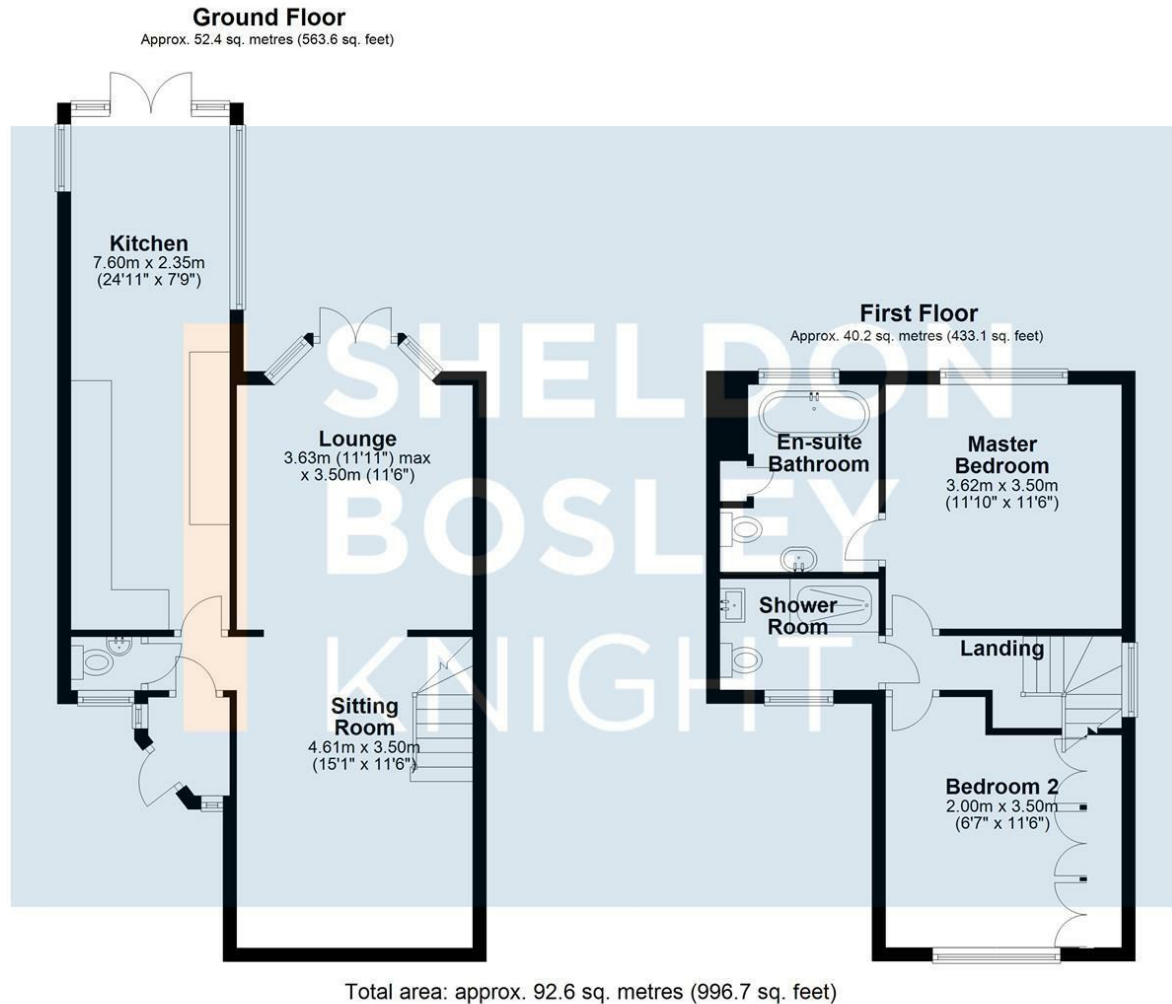 Ground Floor
Approx. 52.4 sq. metres (563.6 sq. feet)
Kitchen
7.60m x 2.35m
(24'11" x 7'9")
Lounge
3.63m (11'11") max
x 3.50m (11'6")
Sitting
Room
4.61m x 3.50m
(15'1" x 11'6")
First Floor
Approx. 40.2 sq. metres (433.1 sq. feet)
En-suite
Bathroom
Master
Bedroom
3.62m x 3.50m
(11'10" x 11'6")
Shower
Room
Landing
Bedroom 2
2.00m x 3.50m
(6'7" x 11'6")
SHELDON
BOSLEY
KNIGHT
Total area: approx. 92.6 sq. metres (996.7 sq. feet)